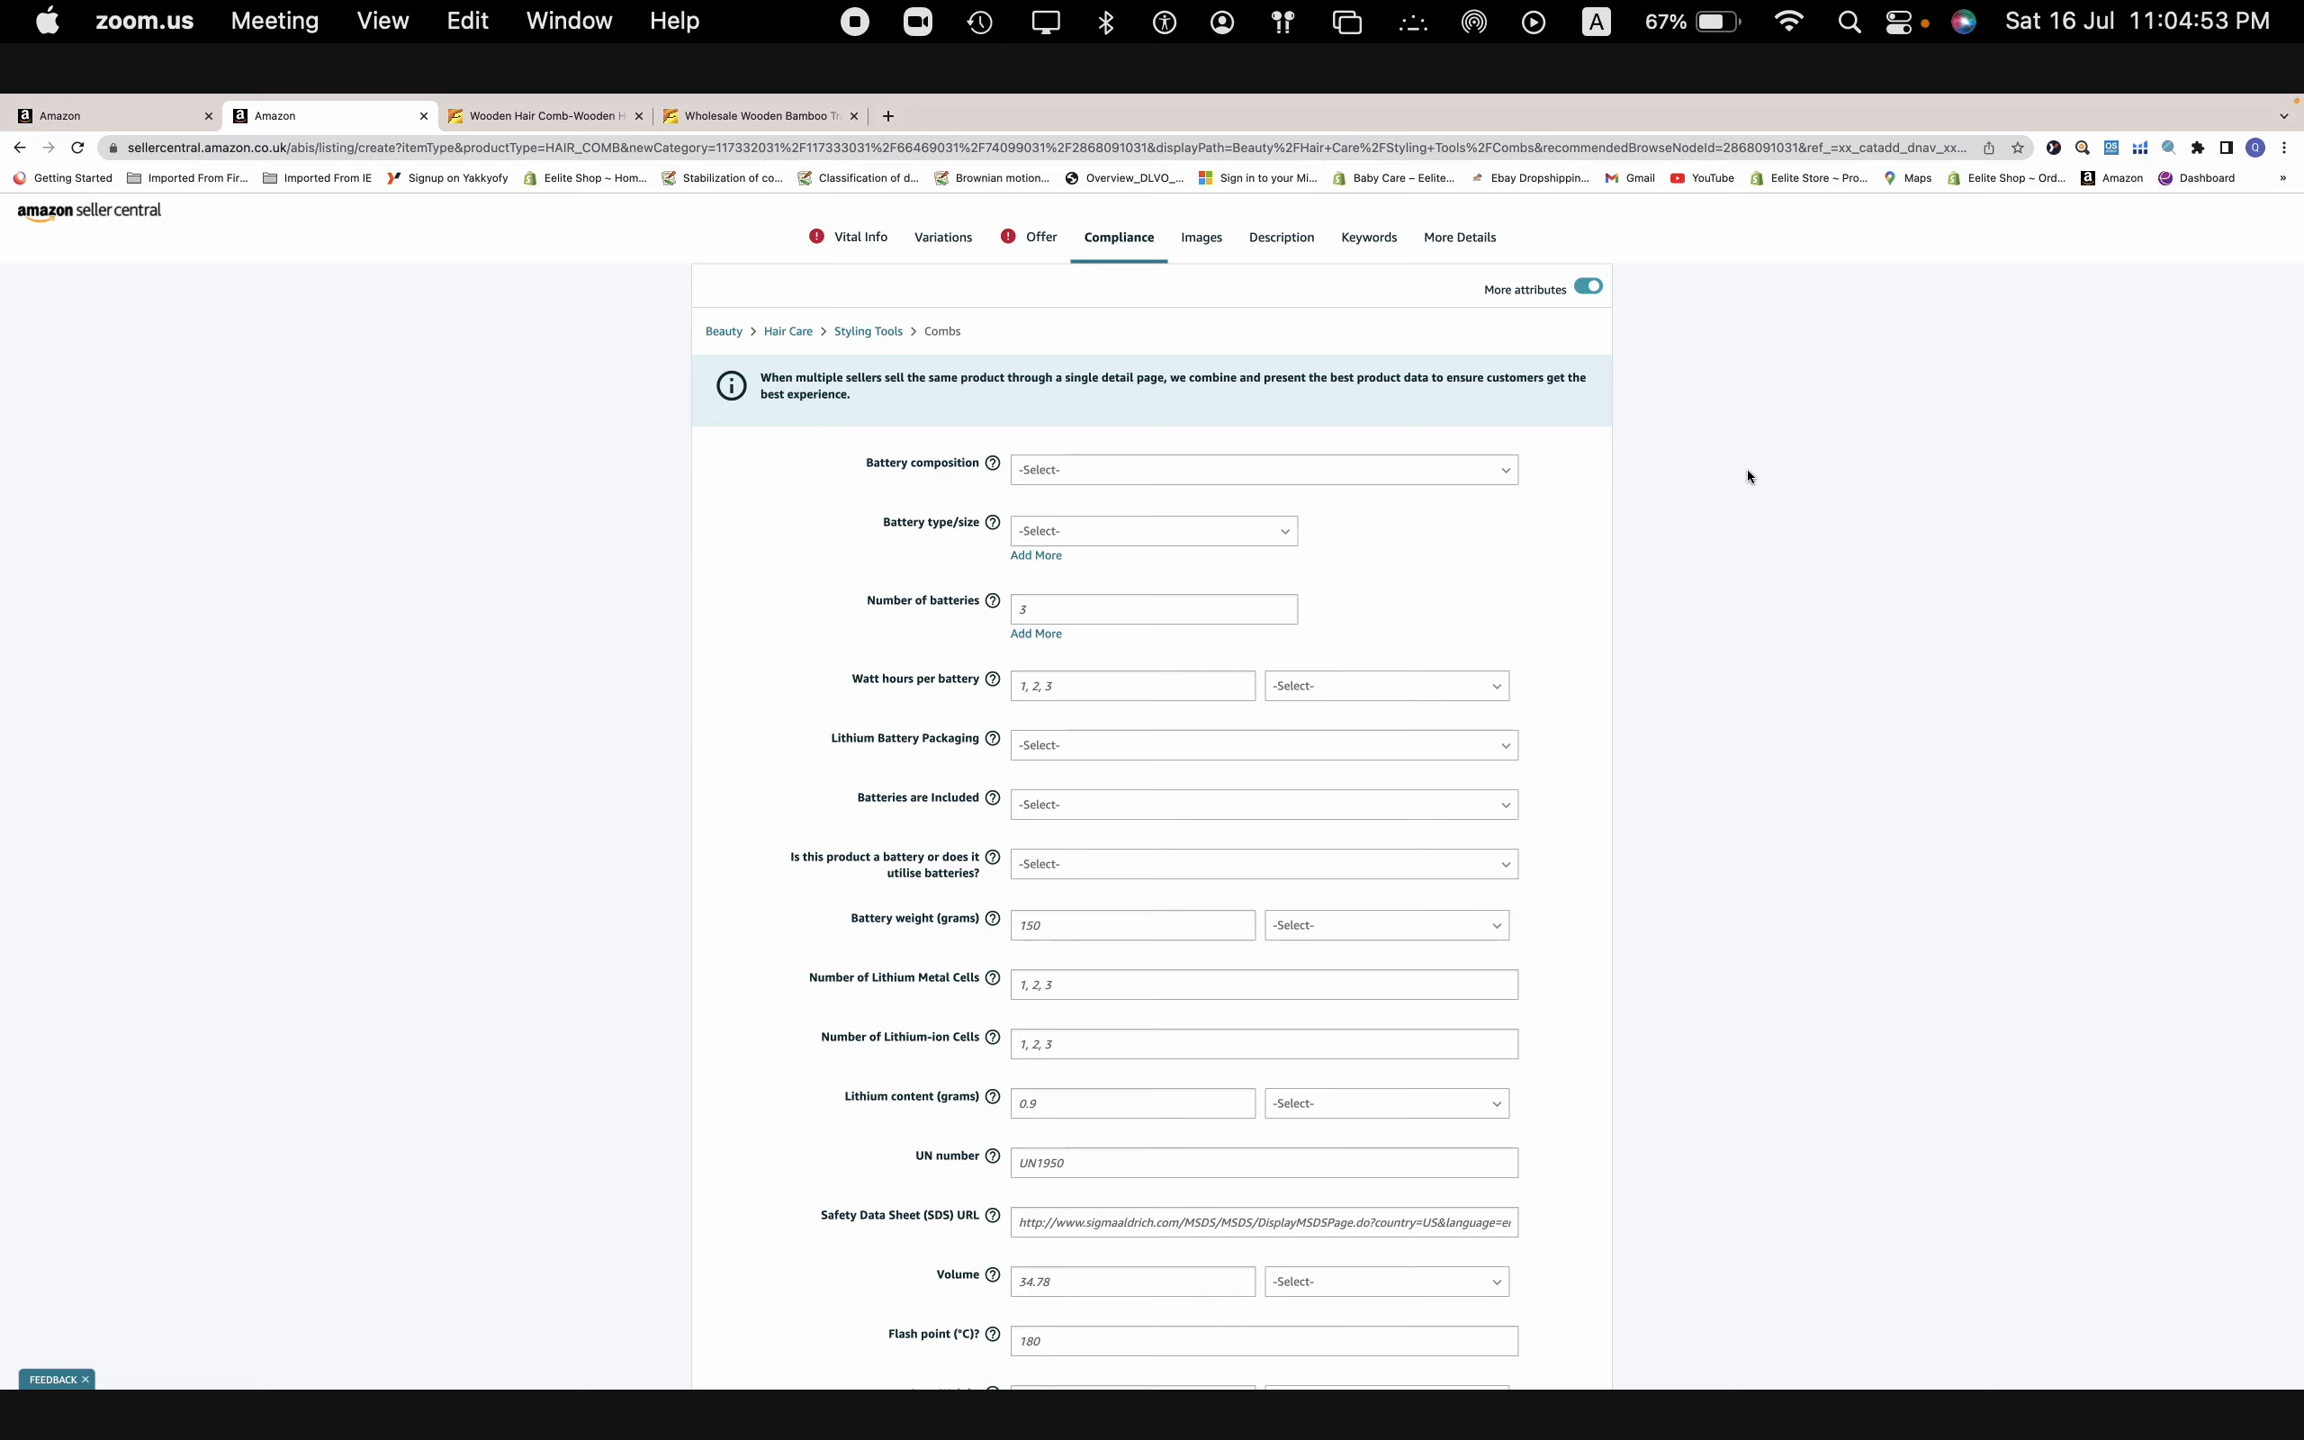 zoom.us Meeting View Edit Window Help A 67% Sat 16 Jul 11:04:53 PM
Amazon Amazon Wooden Hair Comb-Wooden H Wholesale Wooden Bamboo Tr
sellercentral.amazon.co.uk/abis/listing/create?itemType&productType=HAIR_COMB&newCategory=117332031%2F117333031%2F66469031%2F74099031%2F2868091031&displayPath=Beauty%2FHair+Care%2FStyling+Tools%2FCombs&recommendedBrowseNodeId=2868091031&ref_=xx_catadd_dnav_xx... Q
Getting Started Imported From Fir... Imported From IE Signup on Yakkyofy Eelite Shop ~ Hom... Stabilization of co... Classification of d... Brownian motion... Overview_DLVO_... Sign in to your Mi... Baby Care – Eelite... Ebay Dropshippin... Gmail YouTube Eelite Store ~ Pro... Maps Eelite Shop ~ Ord... Amazon Dashboard »
amazon seller central
Vital Info Variations Offer Compliance Images Description Keywords More Details
More attributes
Beauty > Hair Care > Styling Tools > Combs
When multiple sellers sell the same product through a single detail page, we combine and present the best product data to ensure customers get the
best experience.
Battery composition -Select-
Battery type/size -Select-
Add More
Number of batteries 3
Add More
Watt hours per battery 1, 2, 3 -Select-
Lithium Battery Packaging -Select-
Batteries are Included -Select-
Is this product a battery or does it
utilise batteries? -Select-
Battery weight (grams) 150 -Select-
Number of Lithium Metal Cells 1, 2, 3
Number of Lithium-ion Cells 1, 2, 3
Lithium content (grams) 0.9 -Select-
UN number UN1950
Safety Data Sheet (SDS) URL http://www.sigmaaldrich.com/MSDS/MSDS/DisplayMSDSPage.do?country=US&language=e
Volume 34.78 -Select-
Flash point (°C)? 180
FEEDBACK ×